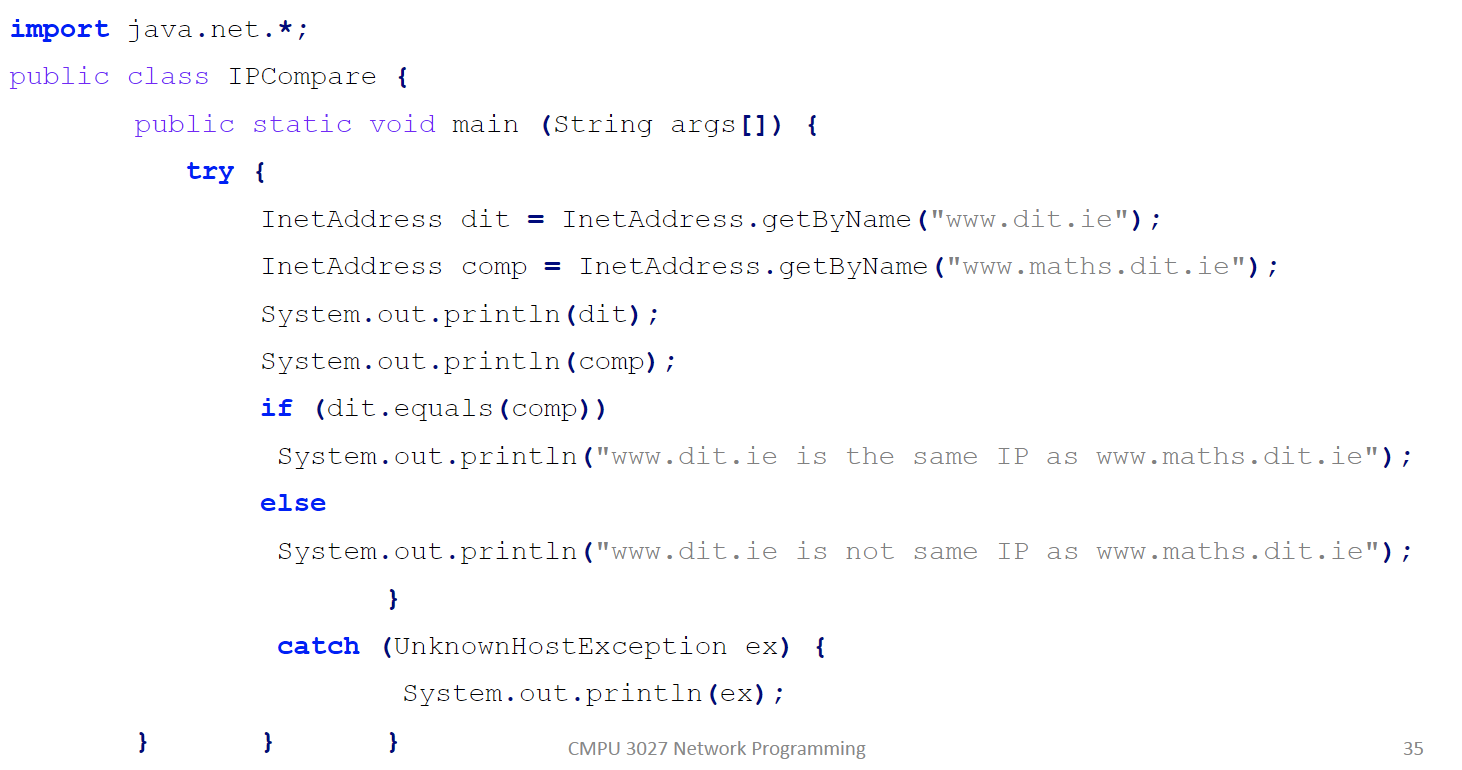 import java.net.*;
public class IPCompare {
public static void main (String args[]) {
try {
InetAddress dit = InetAddress.getByName("www.dit.ie");
InetAddress comp = InetAddress.getByName("www.maths.dit.ie");
System.out.println(dit);
System.out.println(comp);
if (dit.equals(comp))
System.out.println("www.dit.ie is the same IP as www.maths.dit.ie");
else
System.out.println("www.dit.ie is not same IP as www.maths.dit.ie");
}
catch (UnknownHostException ex) {
System.out.println(ex);
} } }
CMPU 3027 Network Programming
35